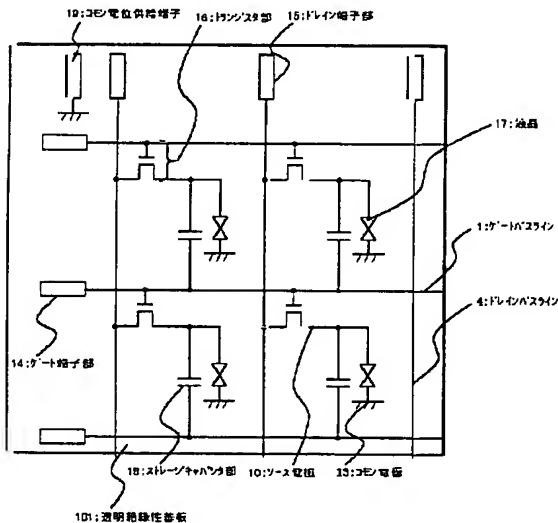 19:コモン電位供給端子
16:トランジスタ部
15:ドレイン端子部
17:液晶
1:ゲートバスライン
4:ドレインバスライン
14:ゲート端子部
18:ストレージキャパシタ部
10:ソース電極
13:コモン電極
101:透明絶縁性基板